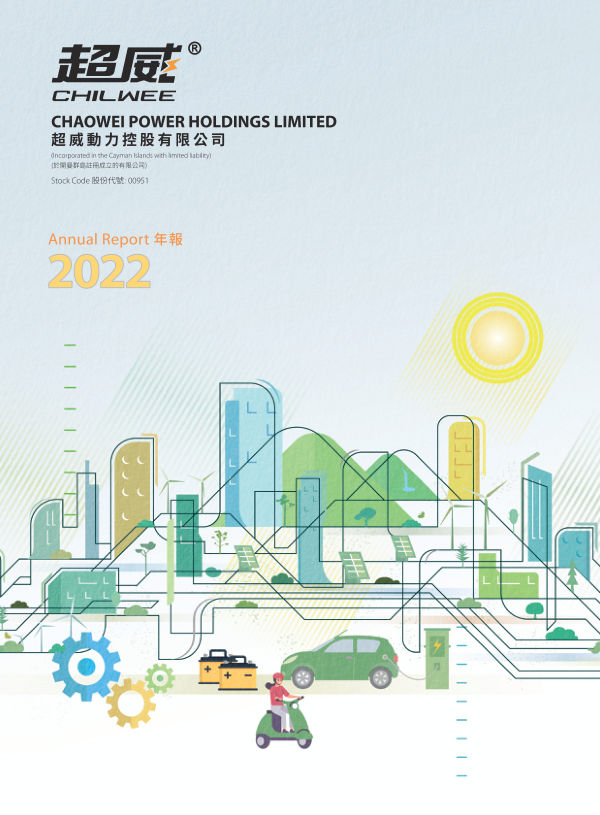 超威®
CHILWEE
CHAOWEI POWER HOLDINGS LIMITED
超威動力控股有限公司
(Incorporated in the Cayman Islands with limited liability)
(於開曼群島註冊成立的有限公司)
Stock Code 股份代號: 00951
Annual Report 年報
2022